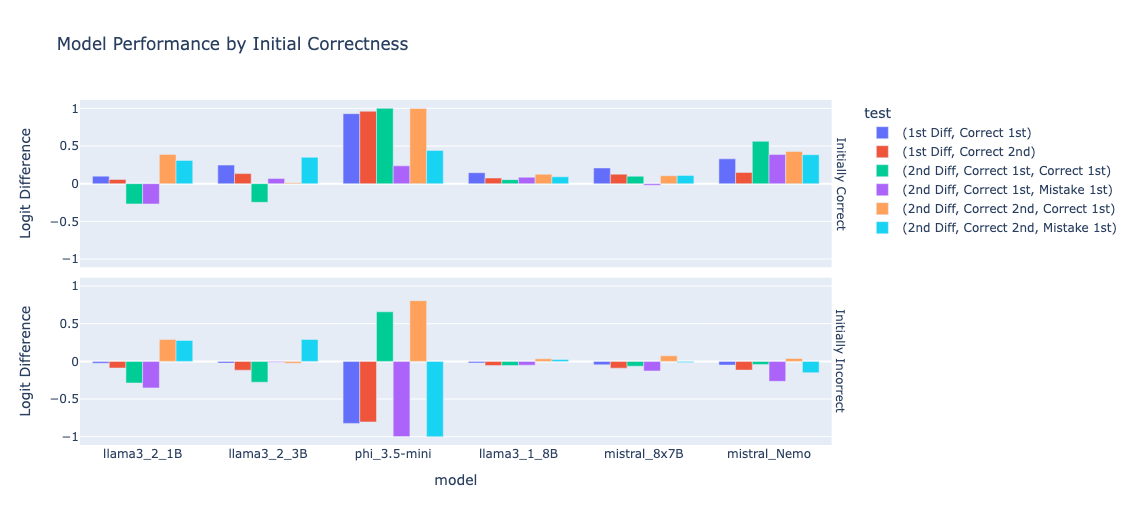 Model Performance by Initial Correctness
1
0.5
0
−0.5
−1
Logit Difference
Initially Correct
1
0.5
0
−0.5
−1
Logit Difference
Initially Incorrect
llama3_2_1B
llama3_2_3B
phi_3.5-mini
llama3_1_8B
mistral_8x7B
mistral_Nemo
model
test
(1st Diff, Correct 1st)
(1st Diff, Correct 2nd)
(2nd Diff, Correct 1st, Correct 1st)
(2nd Diff, Correct 1st, Mistake 1st)
(2nd Diff, Correct 2nd, Correct 1st)
(2nd Diff, Correct 2nd, Mistake 1st)